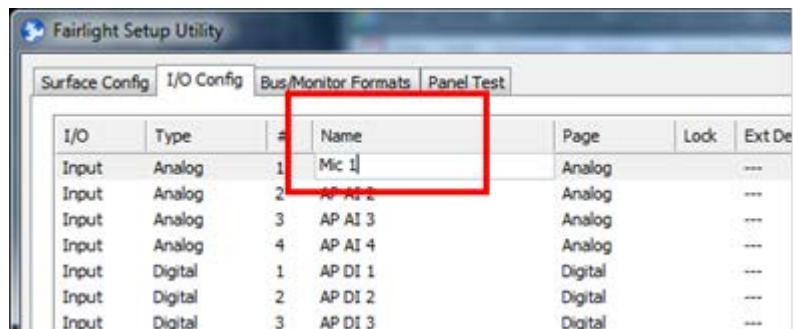 Fairlight Setup Utility
Surface Config I/O Config Bus/Monitor Formats Panel Test
I/O Type # Name Page Lock Ext De
Input Analog 1 Mic 1 Analog ---
Input Analog 2 AP AI 2 Analog ---
Input Analog 3 AP AI 3 Analog ---
Input Analog 4 AP AI 4 Analog ---
Input Digital 1 AP DI 1 Digital ---
Input Digital 2 AP DI 2 Digital ---
Input Digital 3 AP DI 3 Digital ---